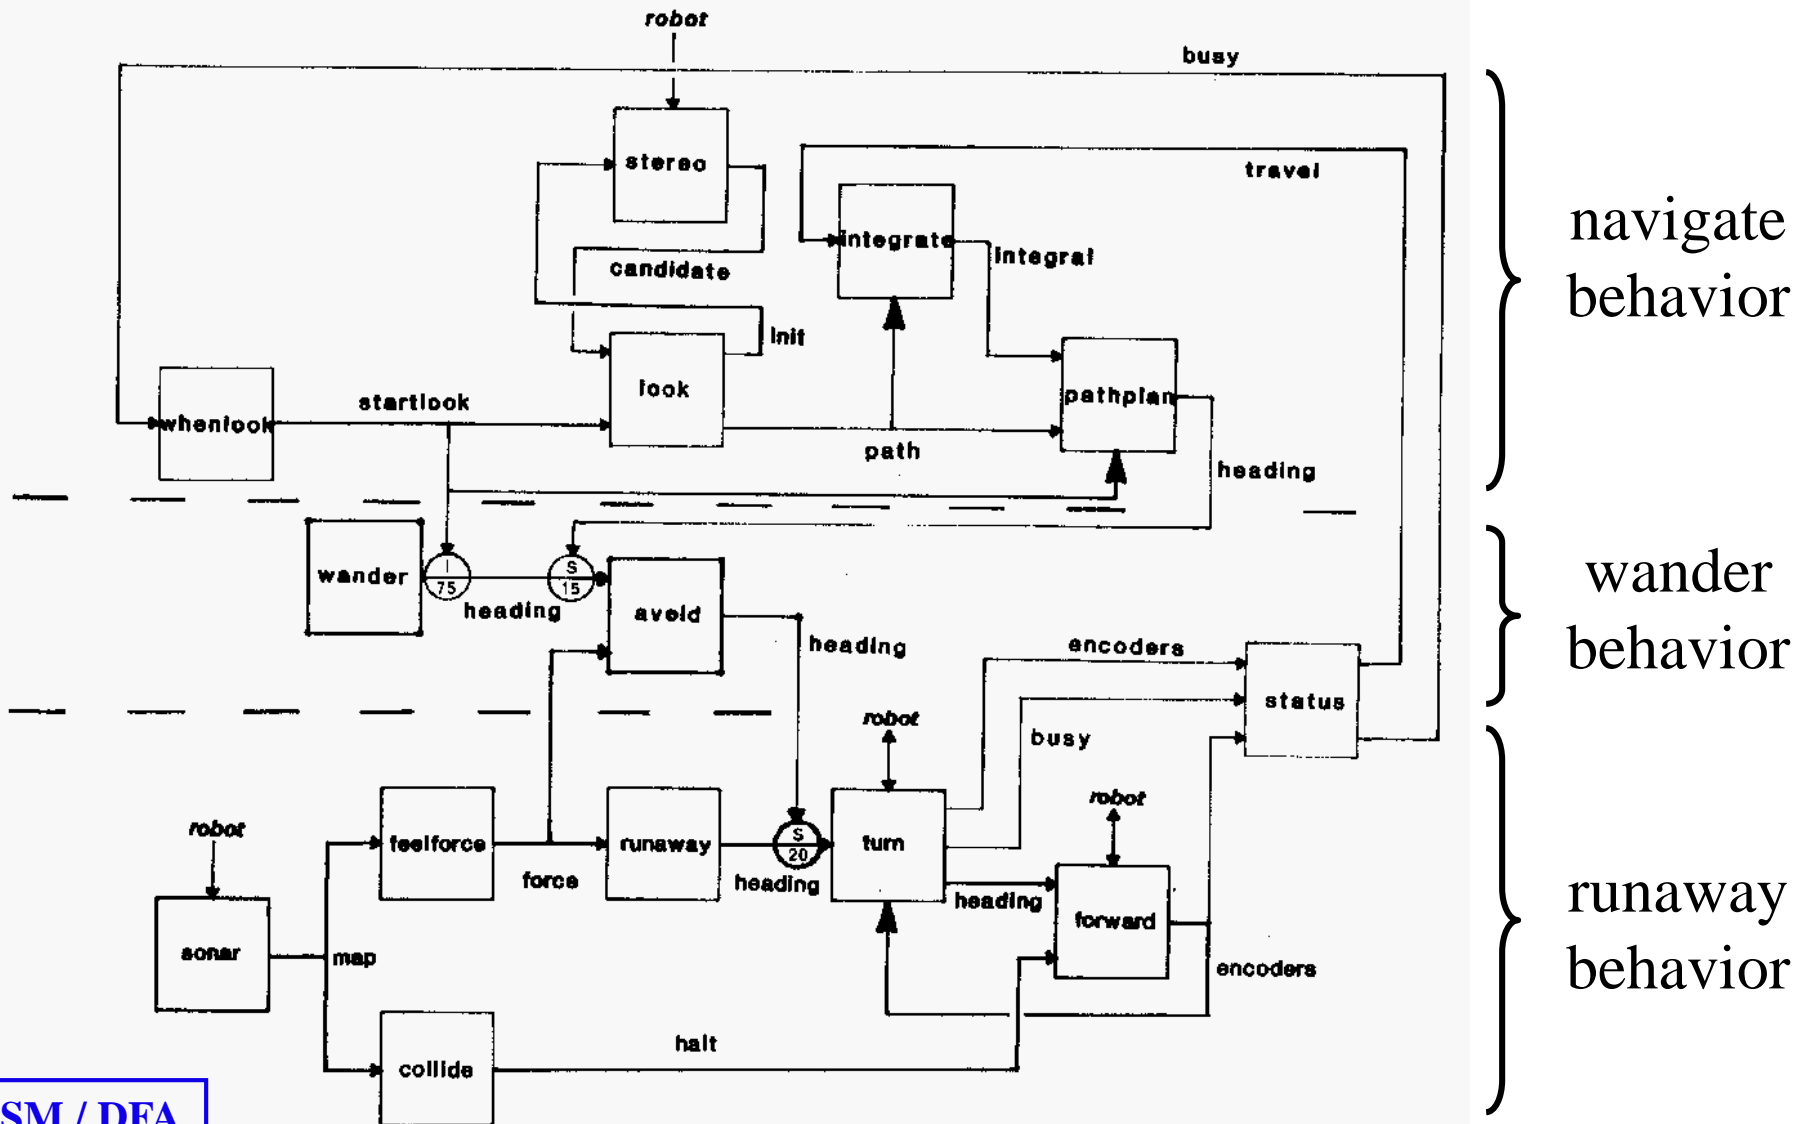 robot
busy
stereo
travel
integrate
integral
candidate
init
look
pathplan
startlook
whenlook
path
heading
navigate
behavior
wander
I
75
S
15
heading
avoid
heading
encoders
status
busy
wander
behavior
robot
robot
robot
feelforce
runaway
S
20
turn
force
heading
heading
forward
sonar
map
encoders
halt
collide
runaway
behavior
SM / DFA